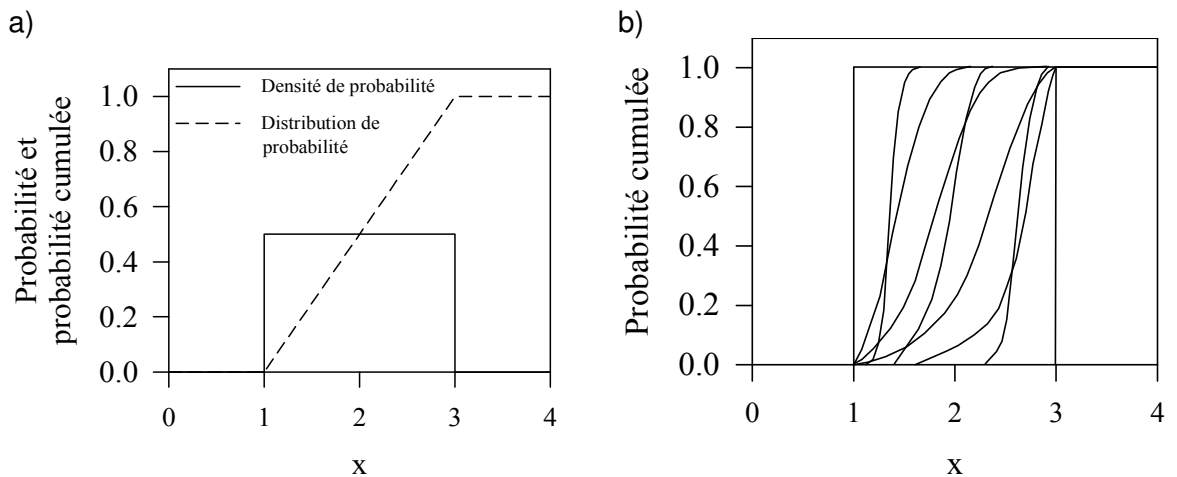 a)
Probabilité et
probabilité cumulée
1.0
0.8
0.6
0.4
0.2
0.0
Densité de probabilité
Distribution de
probabilité
0 1 2 3 4
x
b)
Probabilité cumulée
1.0
0.8
0.6
0.4
0.2
0.0
0 1 2 3 4
x